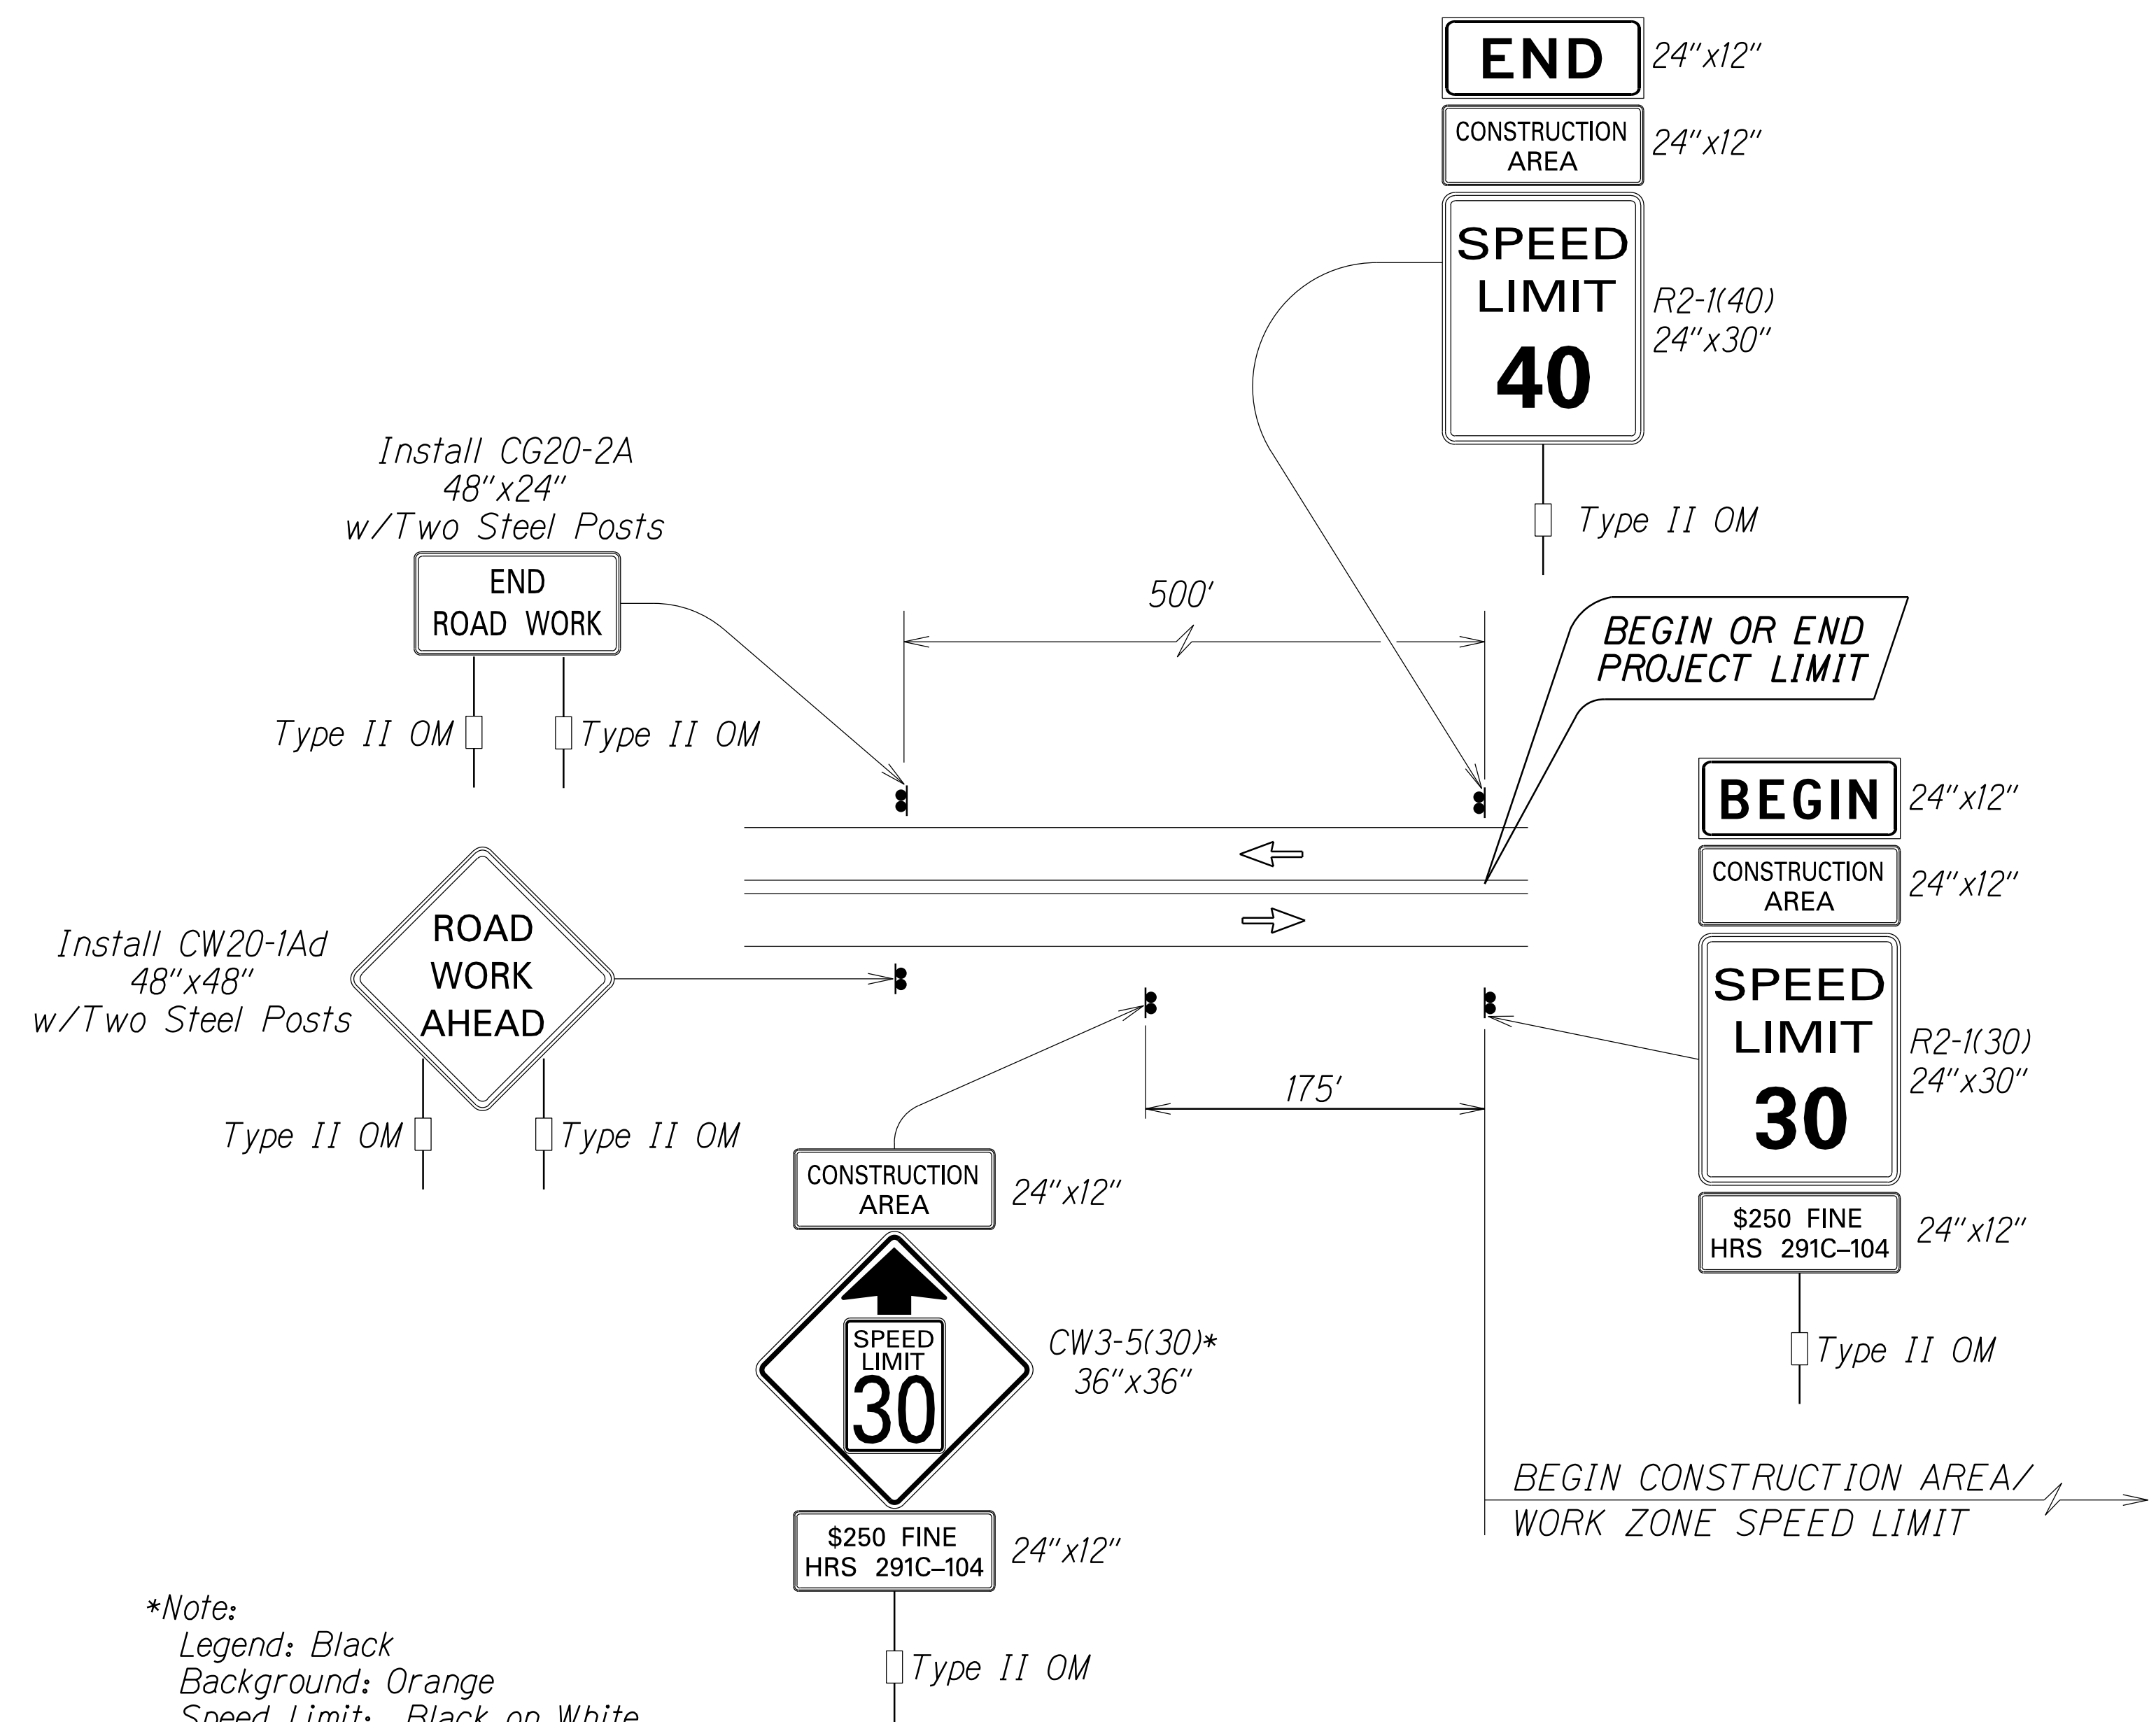 END
24"x12"
CONSTRUCTION
AREA
24"x12"
SPEED
LIMIT
40
R2-1(40)
24"x30"
Type II OM
Install CG20-2A
48"x24"
w/Two Steel Posts
END
ROAD WORK
Type II OM
Type II OM
500'
BEGIN OR END
PROJECT LIMIT
BEGIN
24"x12"
CONSTRUCTION
AREA
24"x12"
SPEED
LIMIT
30
R2-1(30)
24"x30"
$250 FINE
HRS 291C–104
24"x12"
Type II OM
Install CW20-1Ad
48"x48"
w/Two Steel Posts
ROAD
WORK
AHEAD
Type II OM
Type II OM
175'
CONSTRUCTION
AREA
24"x12"
SPEED
LIMIT
30
CW3-5(30)*
36"x36"
$250 FINE
HRS 291C–104
24"x12"
Type II OM
BEGIN CONSTRUCTION AREA/
WORK ZONE SPEED LIMIT
*Note:
Legend: Black
Background: Orange
Speed Limit: Black on White